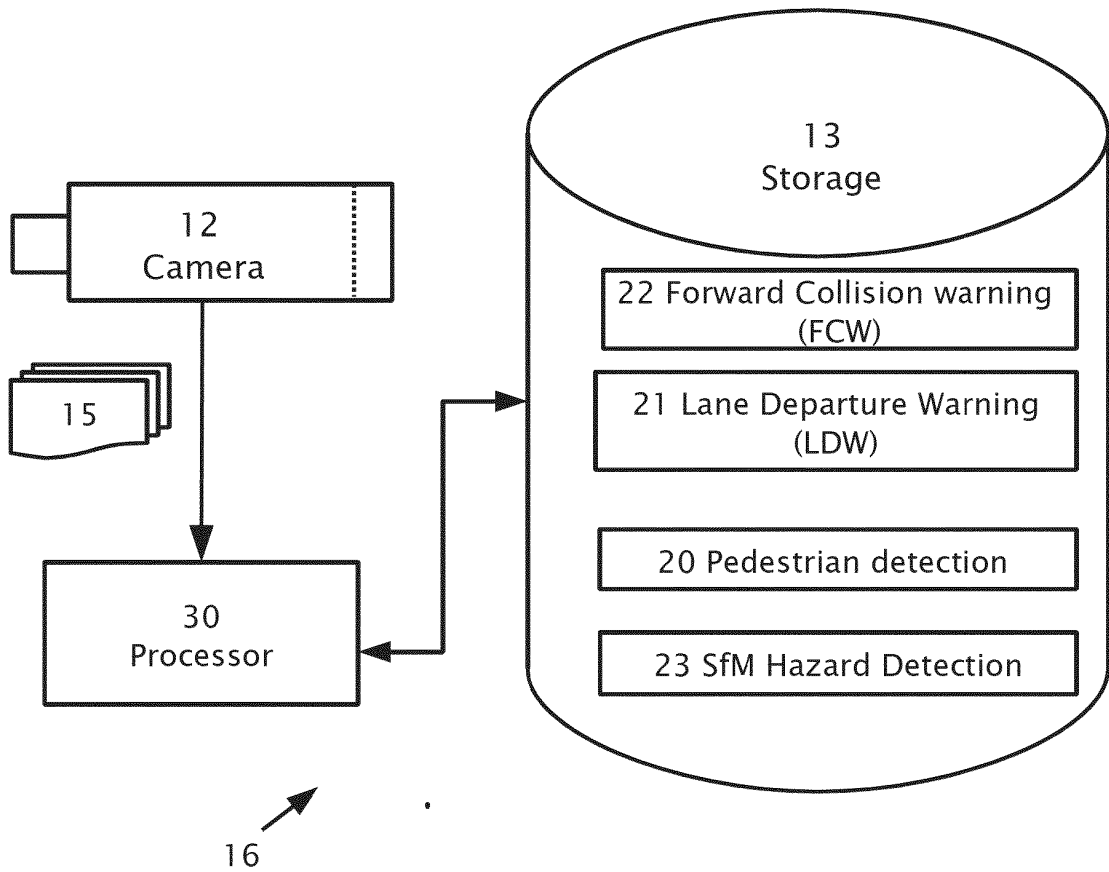 13
Storage
12
Camera
22 Forward Collision warning
(FCW)
15
21 Lane Departure Warning
(LDW)
20 Pedestrian detection
30
Processor
23 SfM Hazard Detection
16